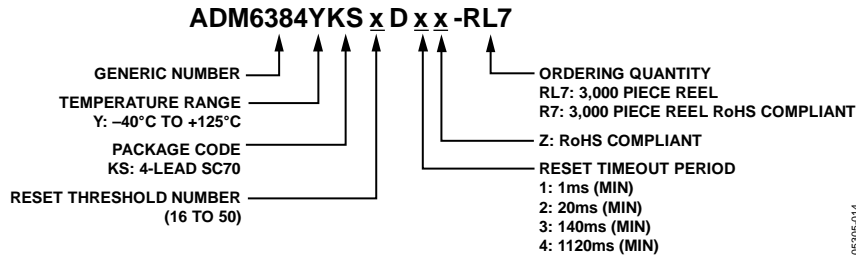 ADM6384YKS x D x x -RL7
GENERIC NUMBER
TEMPERATURE RANGE
Y: –40°C TO +125°C
PACKAGE CODE
KS: 4-LEAD SC70
RESET THRESHOLD NUMBER
(16 TO 50)
ORDERING QUANTITY
RL7: 3,000 PIECE REEL
R7: 3,000 PIECE REEL RoHS COMPLIANT
Z: RoHS COMPLIANT
RESET TIMEOUT PERIOD
1: 1ms (MIN)
2: 20ms (MIN)
3: 140ms (MIN)
4: 1120ms (MIN)
05305-014